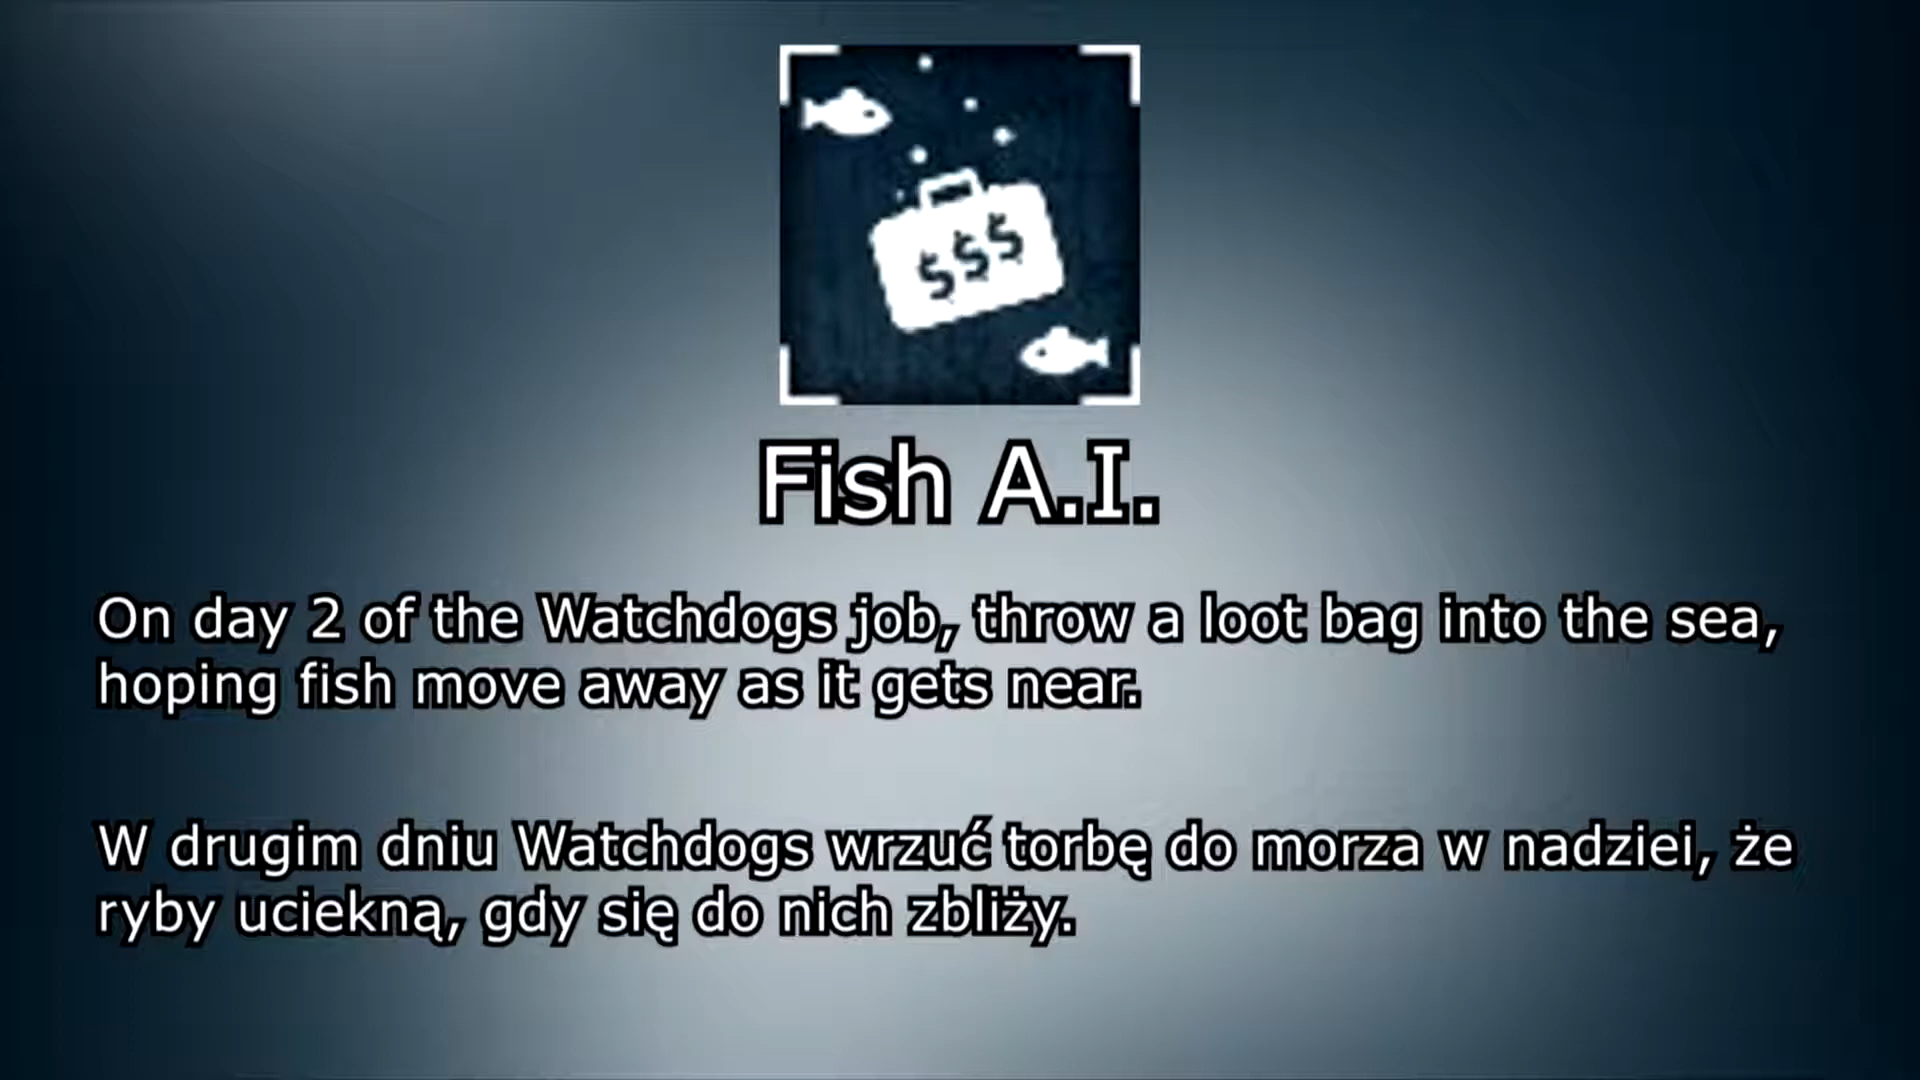 $$$
Fish A.I.
On day 2 of the Watchdogs job, throw a loot bag into the sea,
hoping fish move away as it gets near.
W drugim dniu Watchdogs wrzuć torbę do morza w nadziei, że
ryby uciekną, gdy się do nich zbliży.